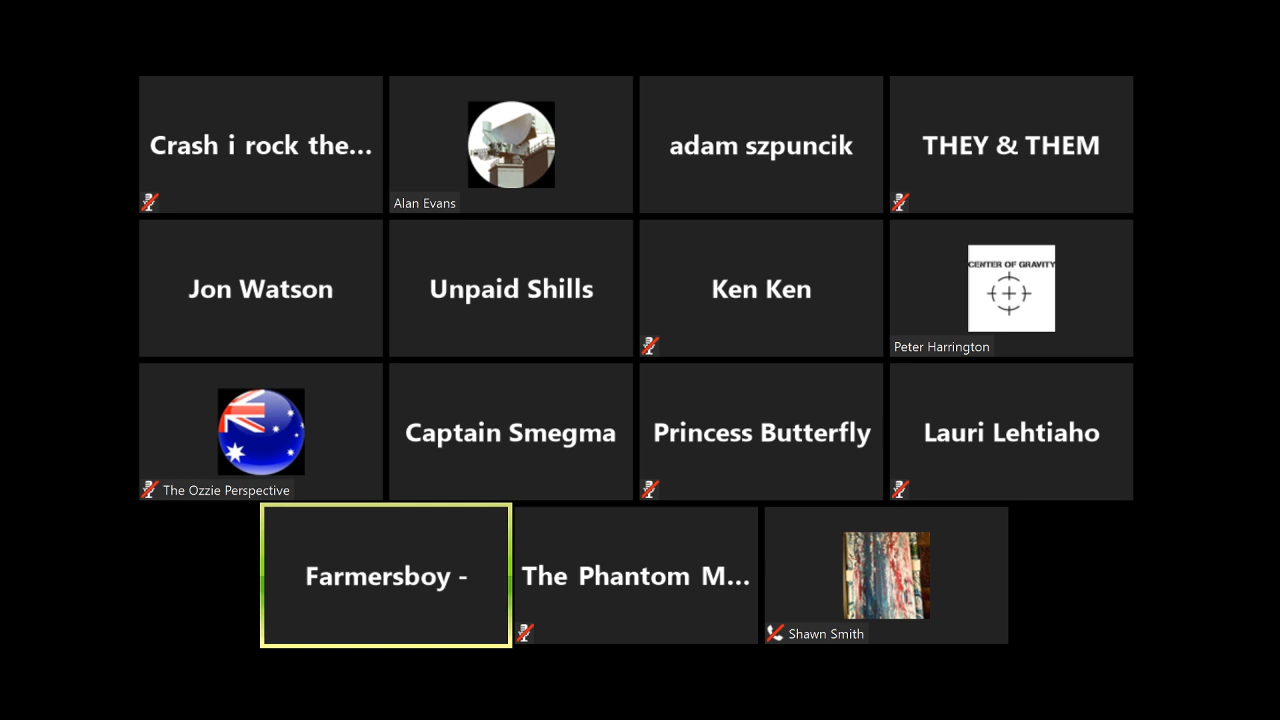 Crash i rock the...
Alan Evans
adam szpuncik
THEY & THEM
Jon Watson
Unpaid Shills
Ken Ken
CENTER OF GRAVITY
Peter Harrington
The Ozzie Perspective
Captain Smegma
Princess Butterfly
Lauri Lehtiaho
Farmersboy -
The Phantom M...
Shawn Smith